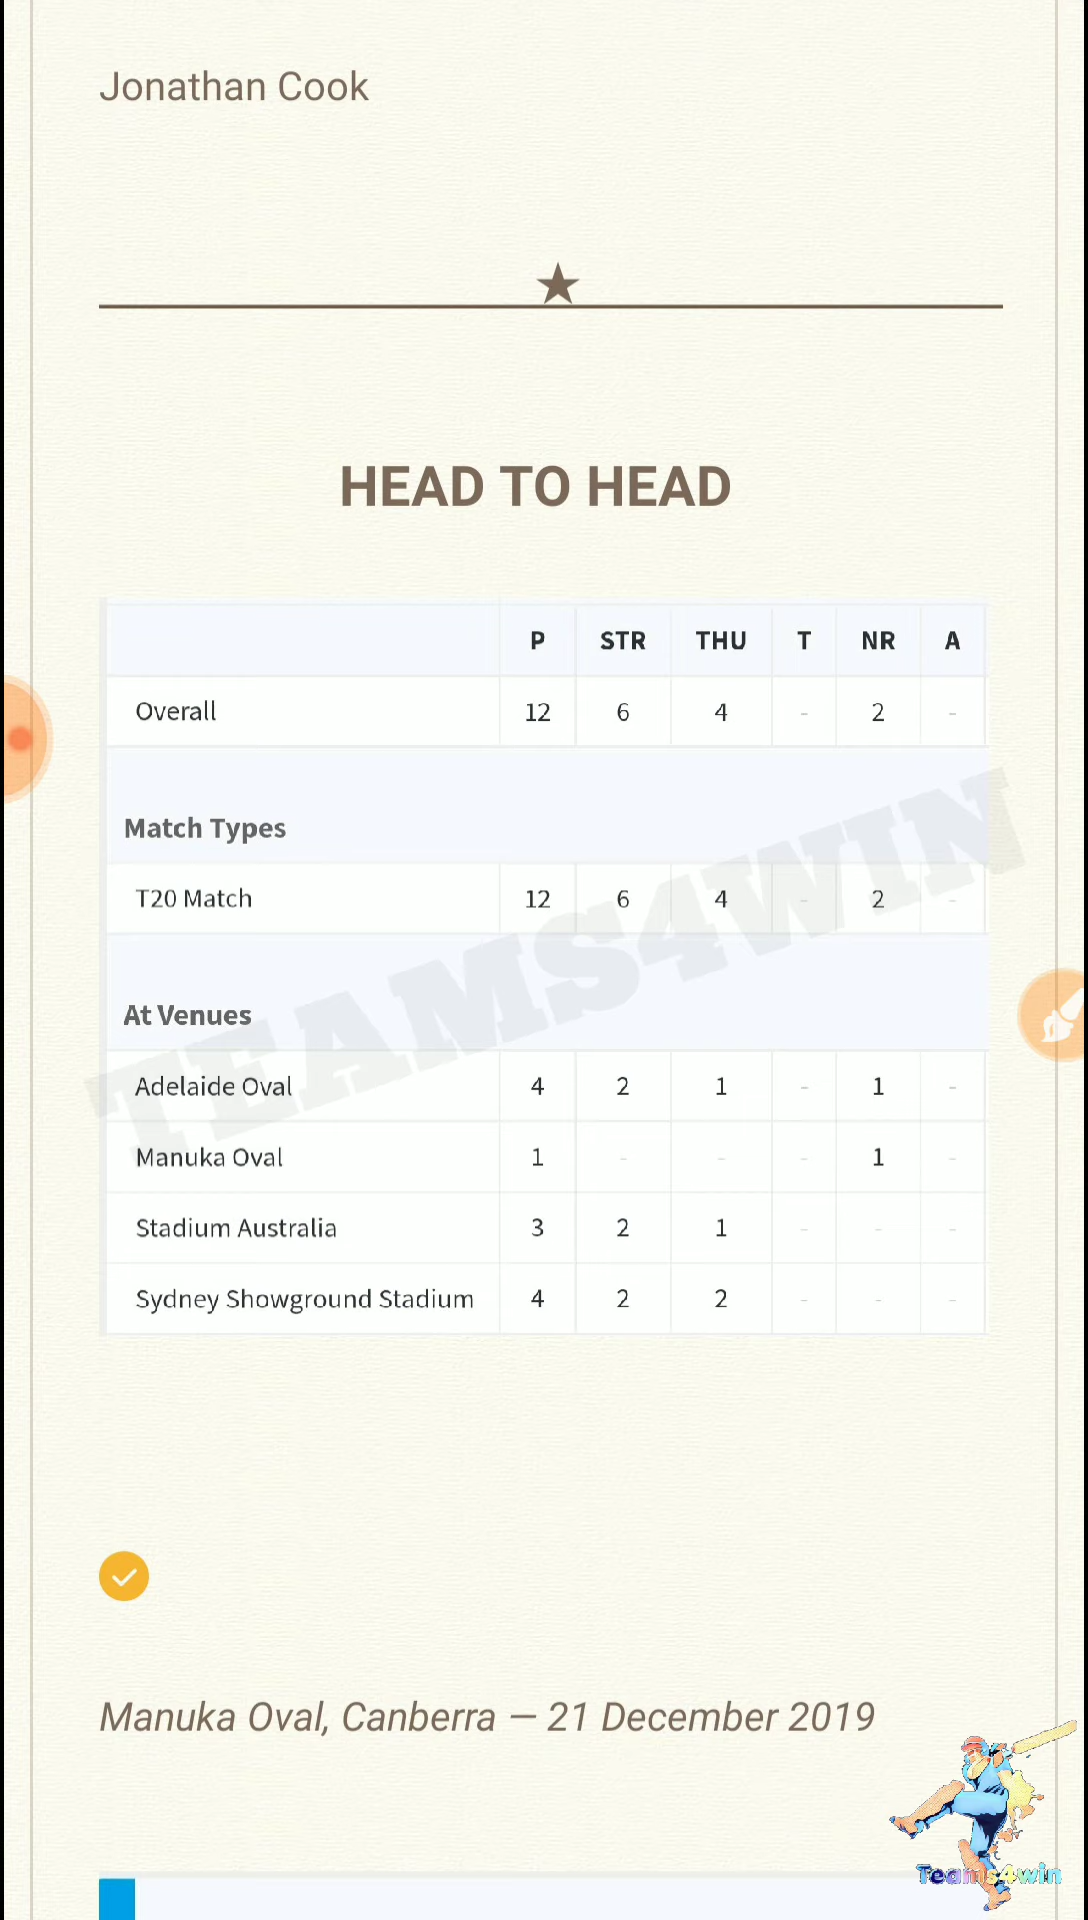 Jonathan Cook
★
HEAD TO HEAD
P STR THU T NR A
Overall 12 6 4 - 2 -
Match Types
T20 Match 12 6 4 - 2 -
At Venues
Adelaide Oval 4 2 1 - 1 -
Manuka Oval 1 - - - 1 -
Stadium Australia 3 2 1 - - -
Sydney Showground Stadium 4 2 2 - - -
TEAMS4WIN
Manuka Oval, Canberra — 21 December 2019
Teams4win